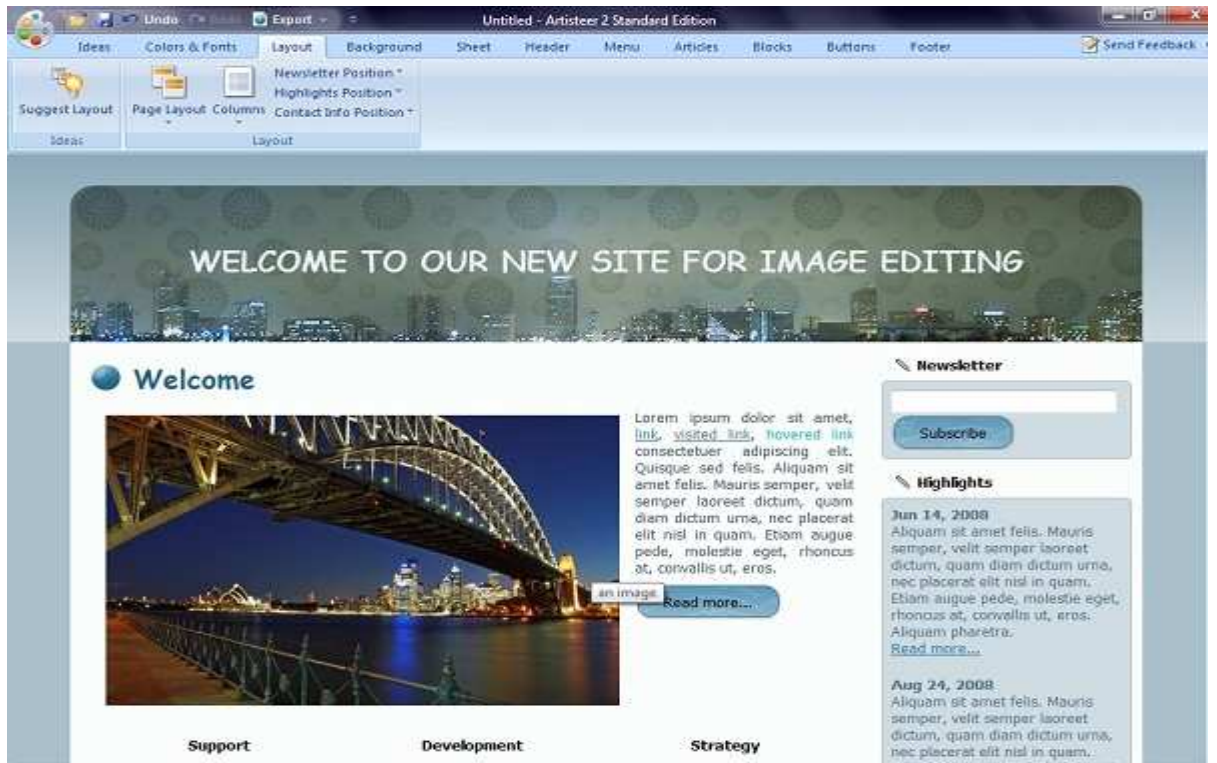 Undo
Export
Untitled - Artisteer 2 Standard Edition
Ideas Colors & Fonts Layout Background Sheet Header Menu Articles Blocks Buttons Footer
Send Feedback
Suggest Layout
Page Layout
Columns
Newsletter Position
Highlights Position
Contact Info Position
Ideas
Layout
WELCOME TO OUR NEW SITE FOR IMAGE EDITING
Welcome
Lorem ipsum dolor sit amet,
link, visited link, hovered link
consectetuer adipiscing elit.
Quisque sed felis. Aliquam sit
amet felis. Mauris semper, velit
semper laoreet dictum, quam
diam dictum urna, nec placerat
elit nisl in quam. Etiam augue
pede, molestie eget, rhoncus
at, convallis ut, eros.
an image
Read more...
Support
Development
Strategy
Newsletter
Subscribe
Highlights
Jun 14, 2008
Aliquam sit amet felis. Mauris
semper, velit semper laoreet
dictum, quam diam dictum urna,
nec placerat elit nisl in quam.
Etiam augue pede, molestie eget,
rhoncus at, convallis ut, eros.
Aliquam pharetra.
Read more...
Aug 24, 2008
Aliquam sit amet felis. Mauris
semper, velit semper laoreet
dictum, quam diam dictum urna,
nec placerat elit nisl in quam.